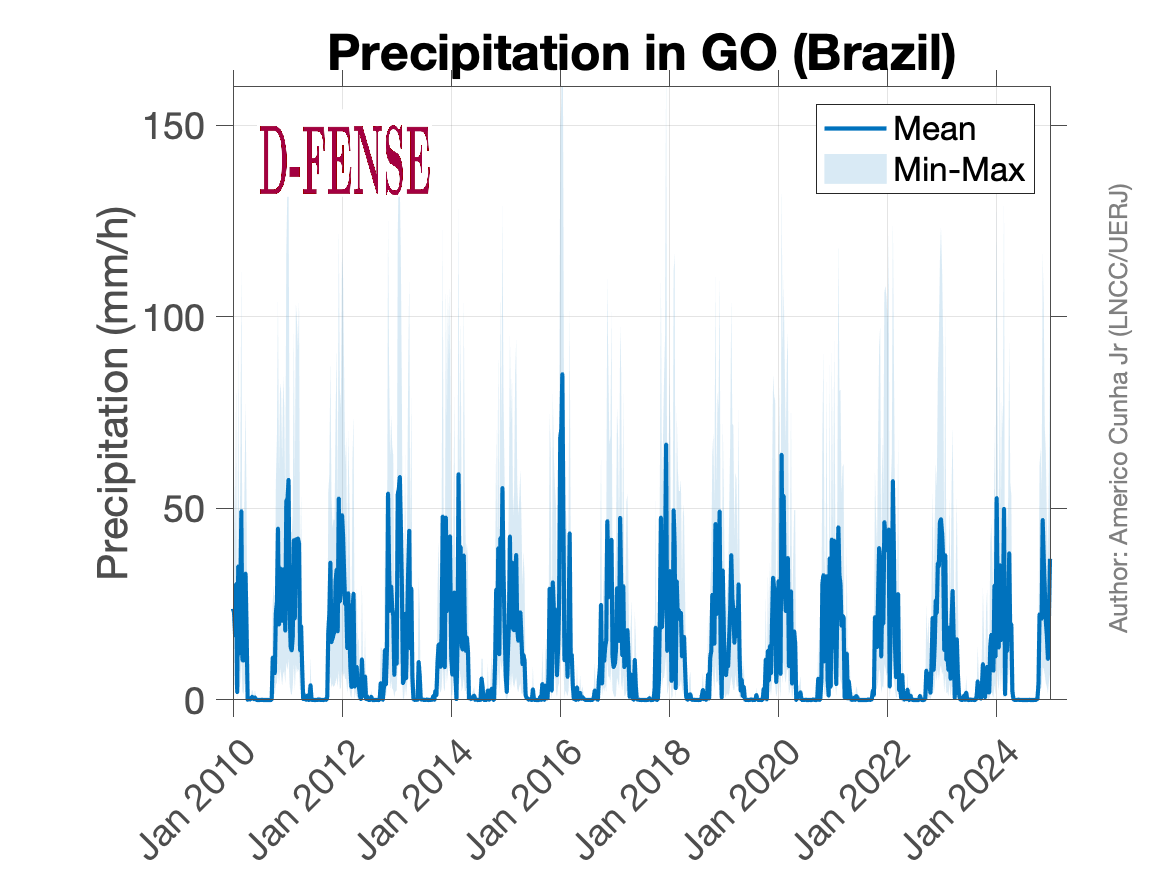 Precipitation in GO (Brazil)
D-FENSE
Mean
Min-Max
Precipitation (mm/h)
150
100
50
0
Jan 2010
Jan 2012
Jan 2014
Jan 2016
Jan 2018
Jan 2020
Jan 2022
Jan 2024
Author: Americo Cunha Jr (LNCC/UERJ)